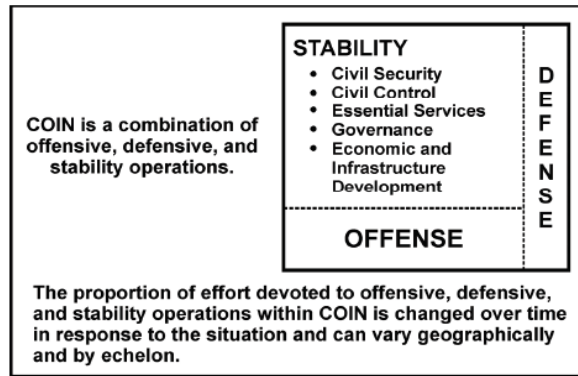 COIN is a combination of
offensive, defensive, and
stability operations.
STABILITY
• Civil Security
• Civil Control
• Essential Services
• Governance
• Economic and
Infrastructure
Development
OFFENSE
DEFENSE
The proportion of effort devoted to offensive, defensive,
and stability operations within COIN is changed over time
in response to the situation and can vary geographically
and by echelon.